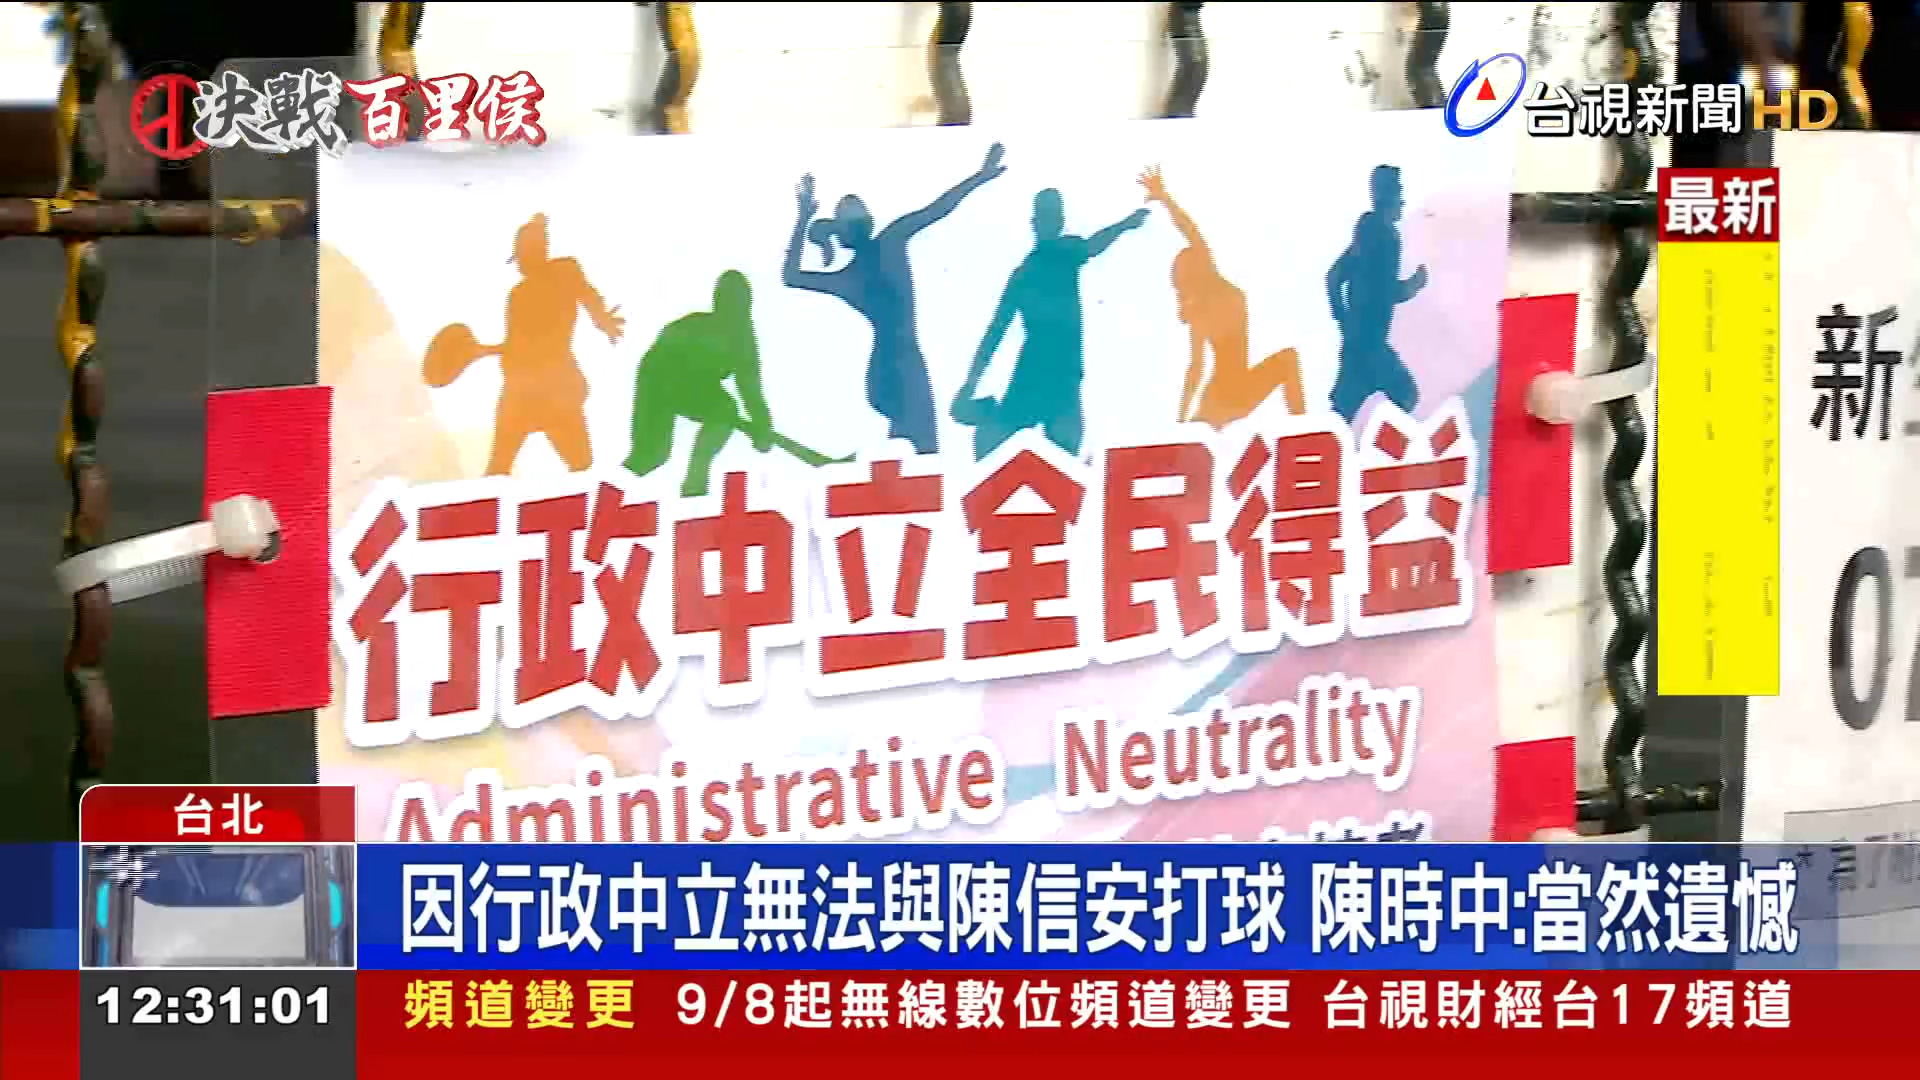 決戰百里侯
台視新聞HD
最新
新
02
行政中立全民得益
Administrative Neutrality
台北
因行政中立無法與陳信安打球 陳時中:當然遺憾
12:31:01
頻道變更 9/8起無線數位頻道變更 台視財經台17頻道